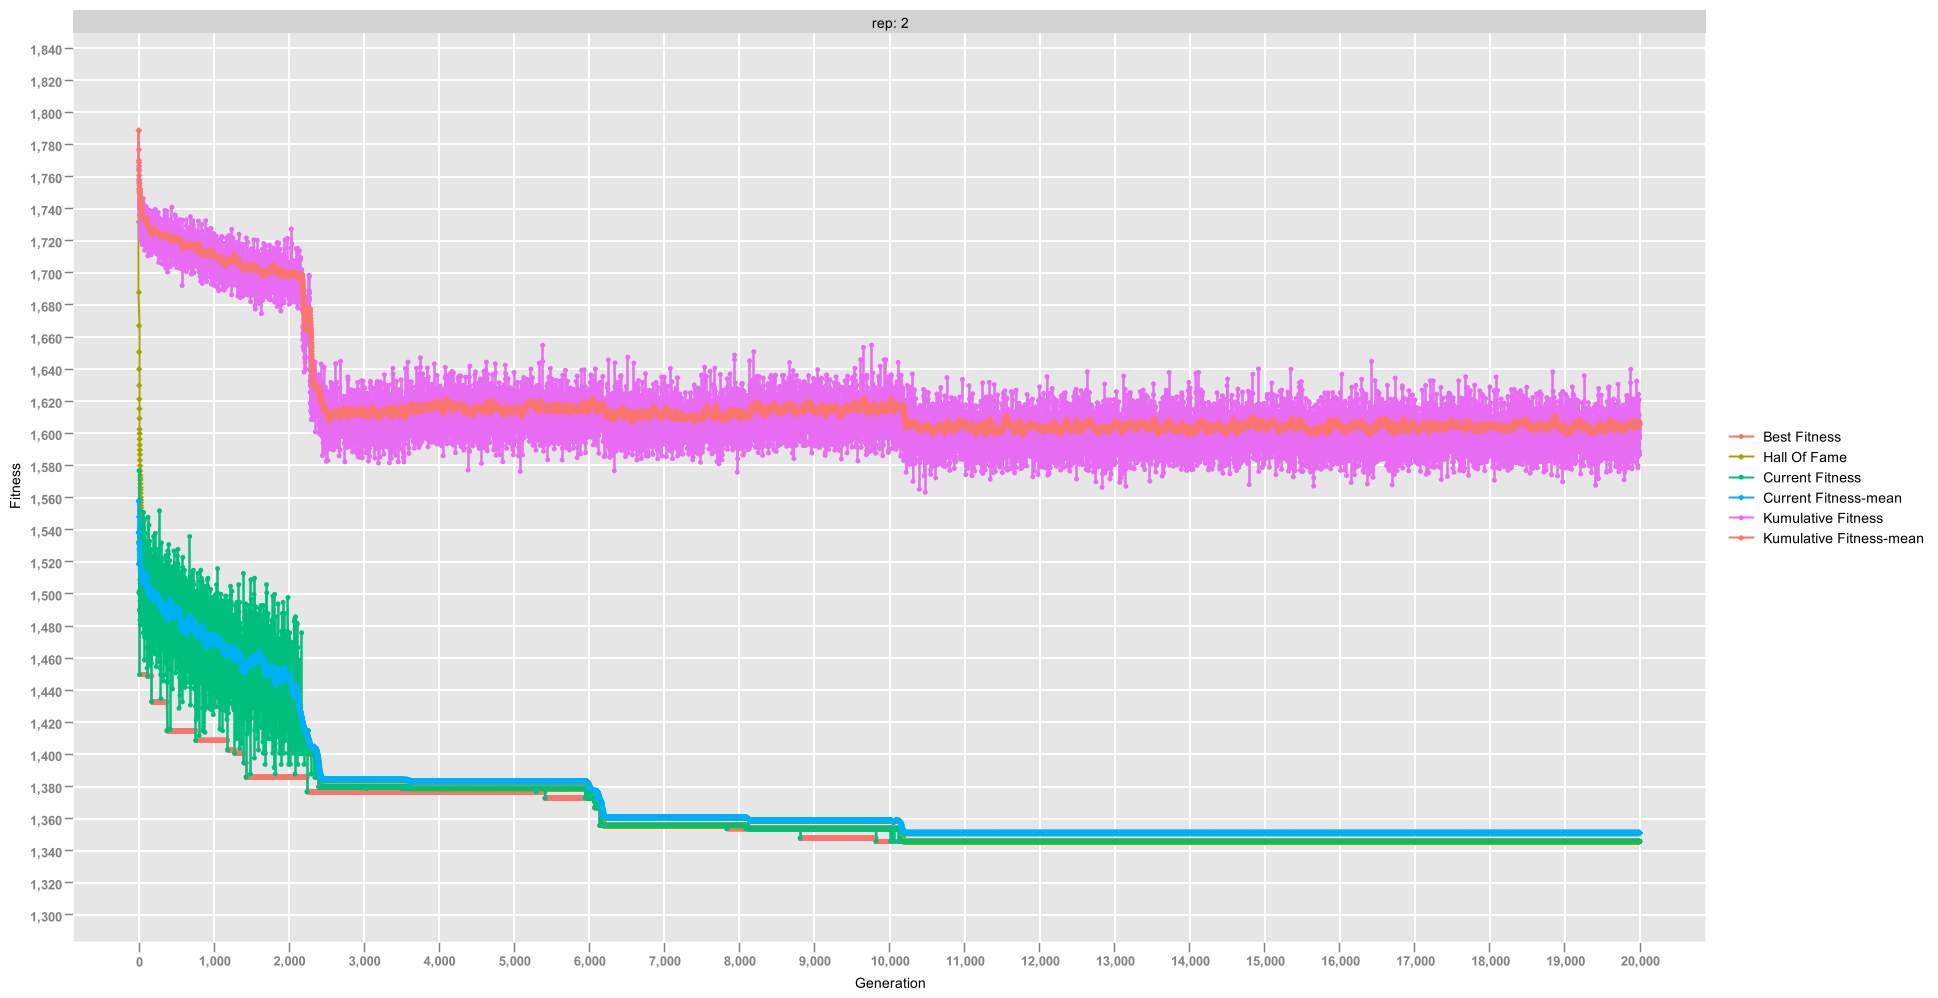 rep: 2
1,840
1,820
1,800
1,780
1,760
1,740
1,720
1,700
1,680
1,660
1,640
1,620
1,600
1,580
1,560
1,540
1,520
1,500
1,480
1,460
1,440
1,420
1,400
1,380
1,360
1,340
1,320
1,300
Fitness
0 1,000 2,000 3,000 4,000 5,000 6,000 7,000 8,000 9,000 10,000 11,000 12,000 13,000 14,000 15,000 16,000 17,000 18,000 19,000 20,000
Generation
Best Fitness
Hall Of Fame
Current Fitness
Current Fitness-mean
Kumulative Fitness
Kumulative Fitness-mean